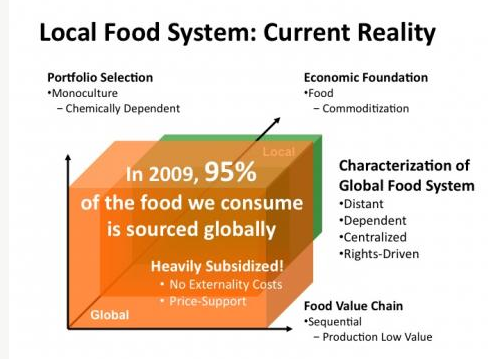 Local Food System: Current Reality
Portfolio Selection
•Monoculture
– Chemically Dependent
Economic Foundation
•Food
– Commoditization
Local
In 2009, 95%
of the food we consume
is sourced globally
Heavily Subsidized!
• No Externality Costs
• Price-Support
Global
Characterization of
Global Food System
•Distant
•Dependent
•Centralized
•Rights-Driven
Food Value Chain
•Sequential
– Production Low Value